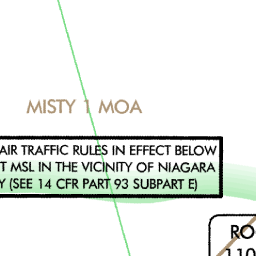 MISTY 1 MOA
AIR TRAFFIC RULES IN EFFECT BELOW
T MSL IN THE VICINITY OF NIAGARA
Y (SEE 14 CFR PART 93 SUBPART E)
RO
110